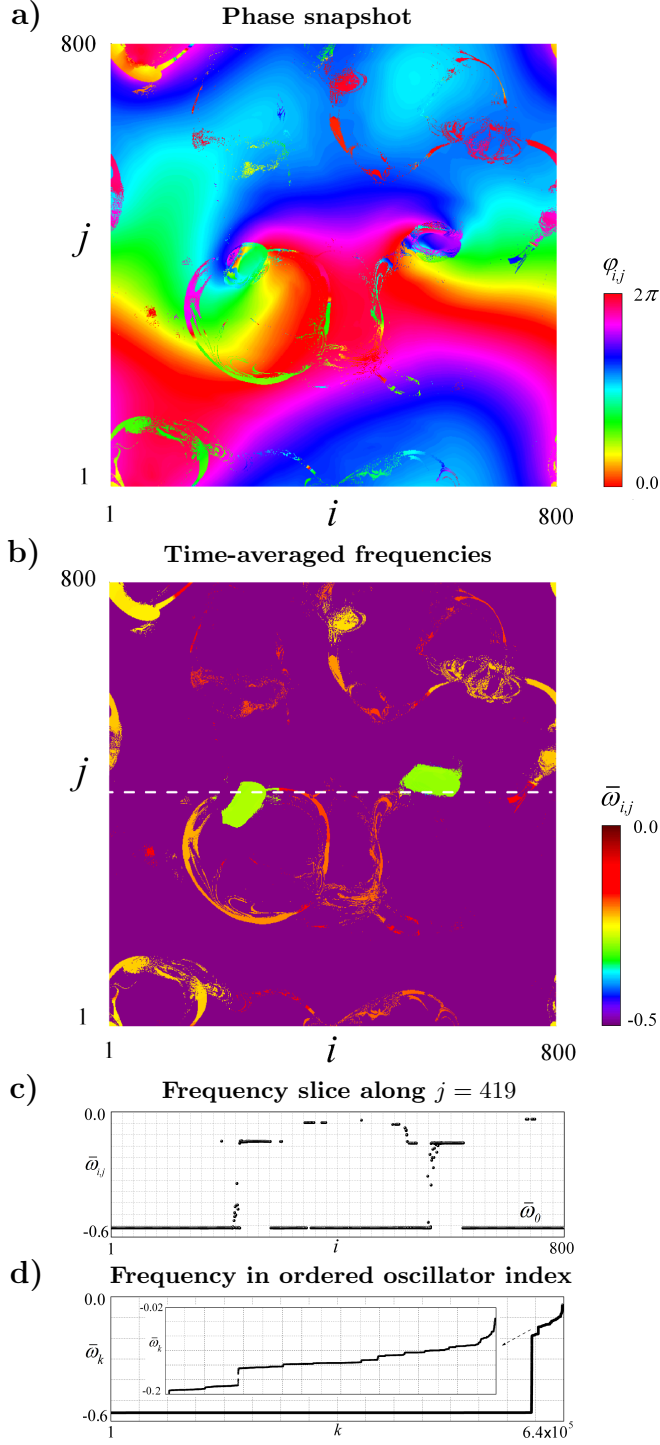 a)
Phase snapshot
800
j
1
1
i
800
φi,j
2π
0.0
b)
Time-averaged frequencies
800
j
1
1
i
800
ω̄i,j
0.0
-0.5
c)
Frequency slice along j = 419
0.0
ω̄i,j
-0.6
ω̄0
1
i
800
d)
Frequency in ordered oscillator index
0.0
ω̄k
-0.6
-0.02
ω̄k
-0.2
1
k
6.4x10⁵